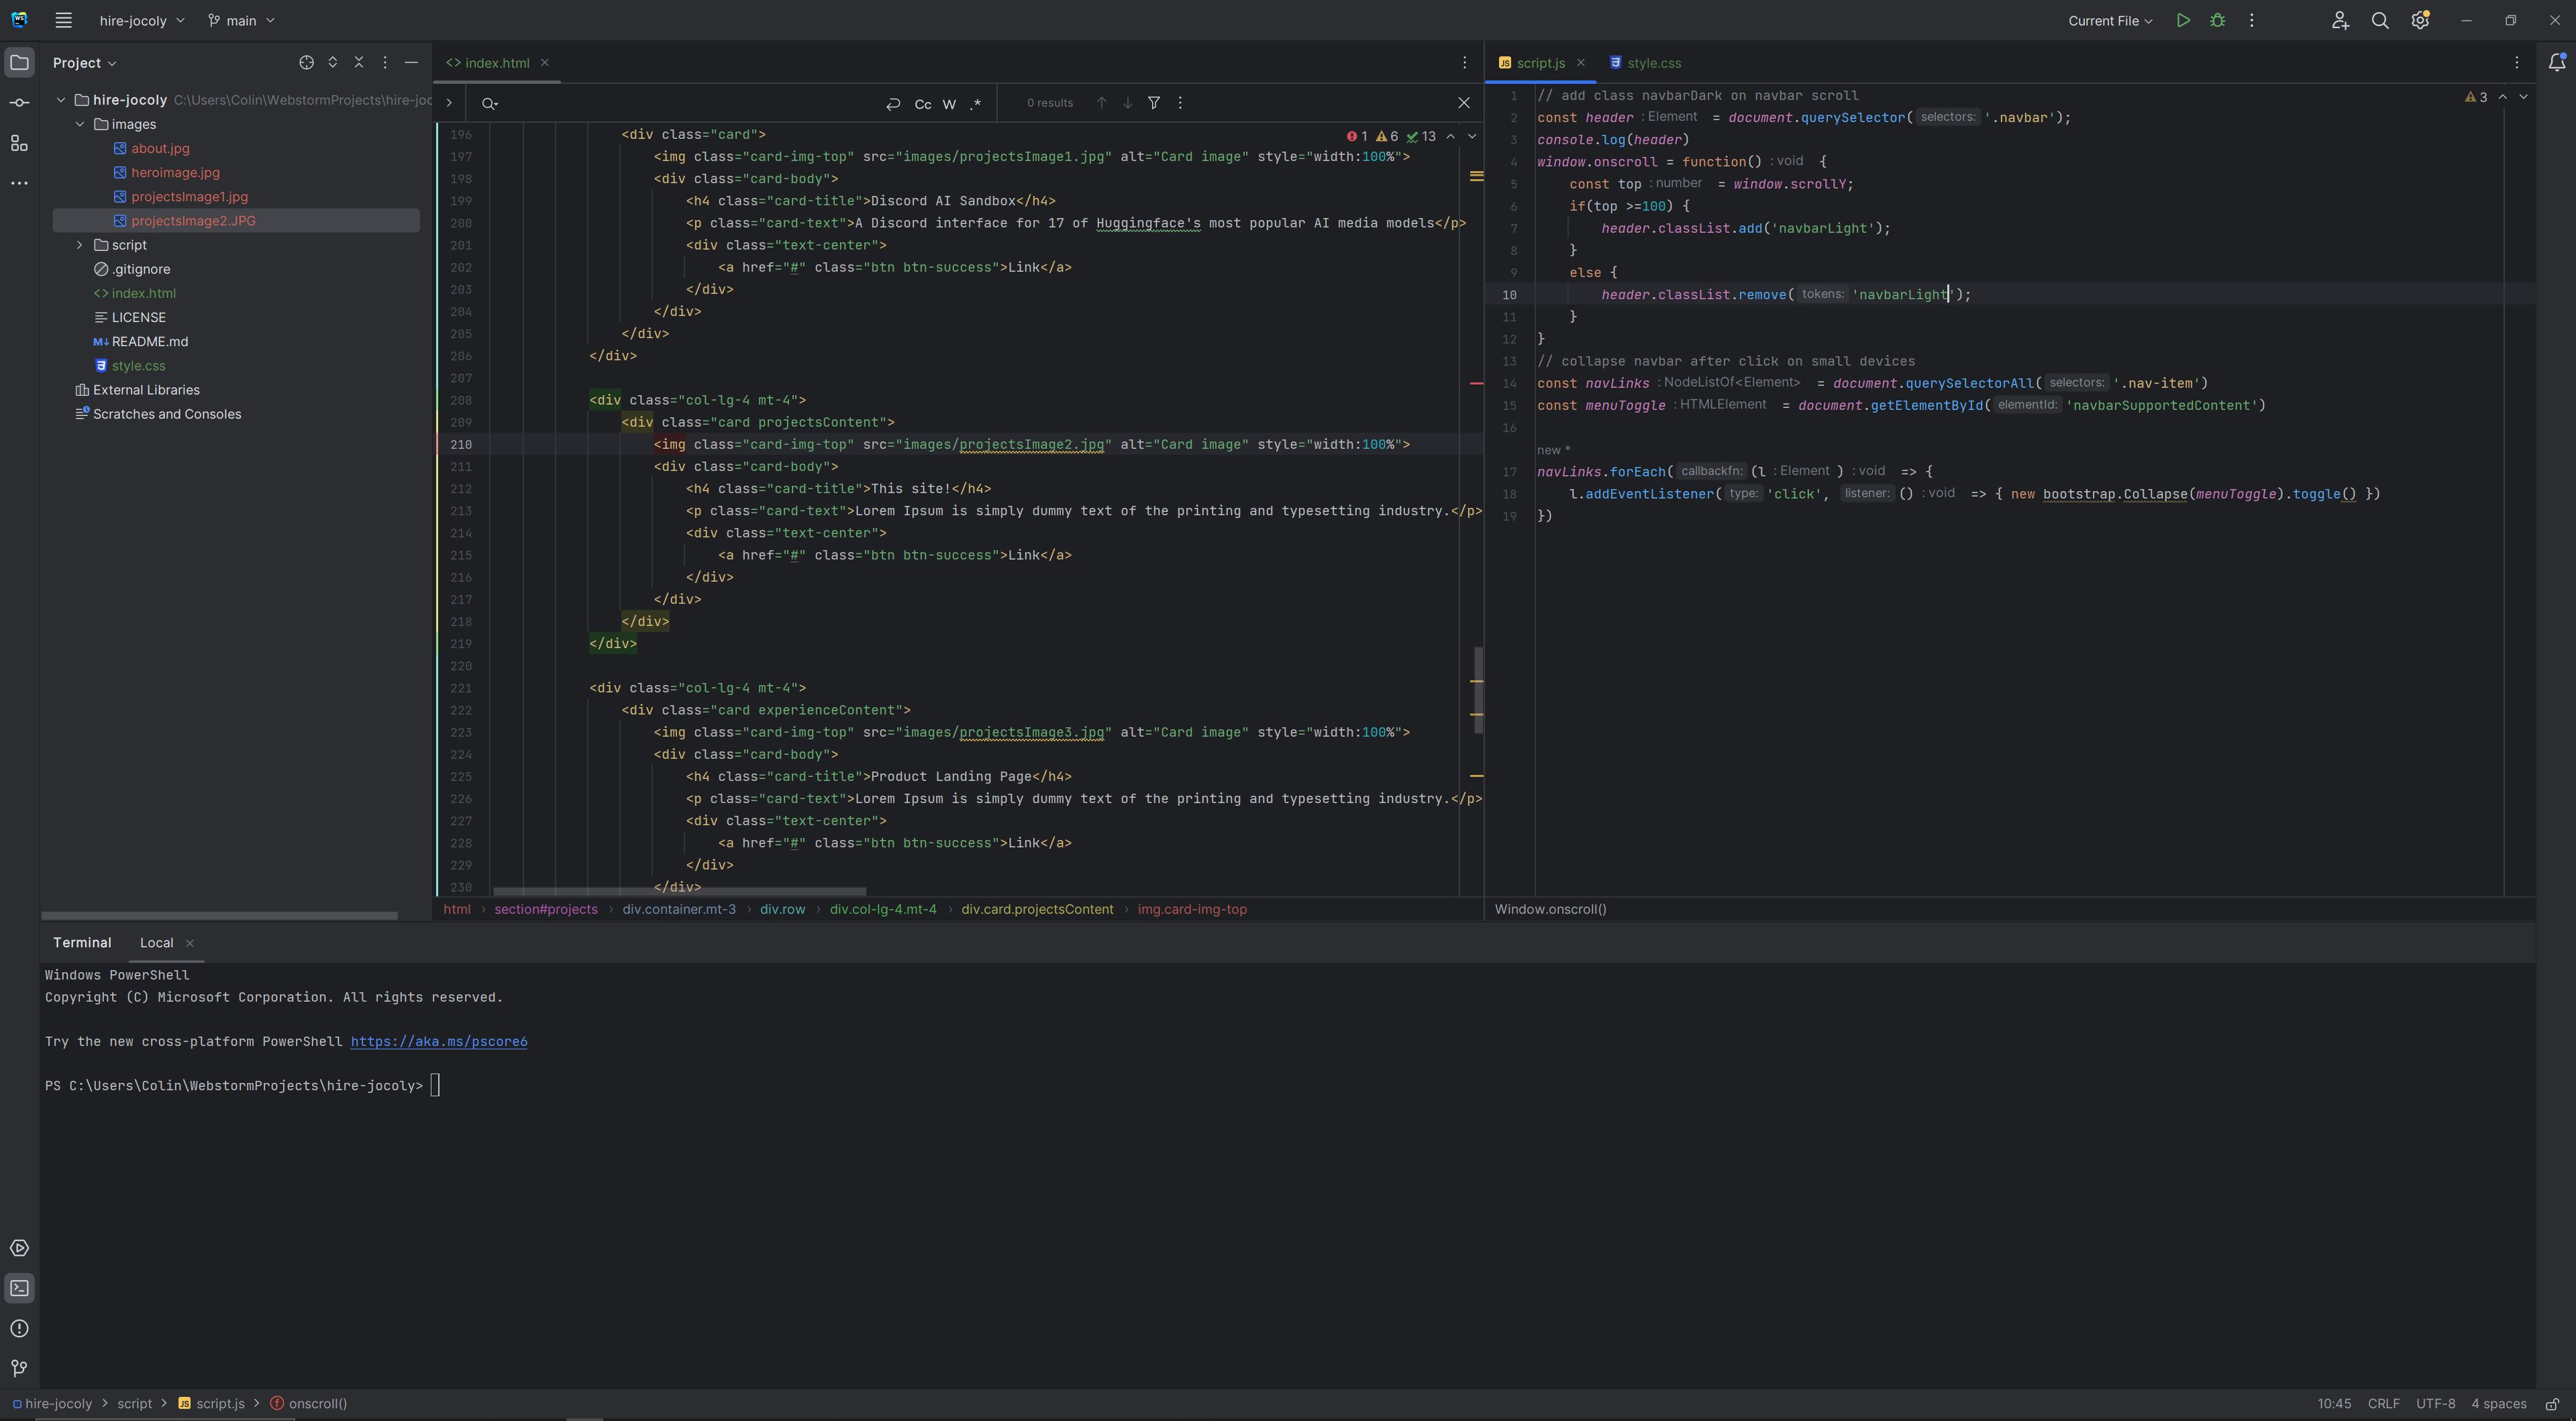 hire-jocoly
main
Current File
Project
hire-jocoly C:\Users\Colin\WebstormProjects\hire-joc
images
about.jpg
heroimage.jpg
projectsImage1.jpg
projectsImage2.JPG
script
.gitignore
<> index.html
LICENSE
M↓ README.md
style.css
External Libraries
Scratches and Consoles
<> index.html
Cc W .*
0 results
1 6 13
196 <div class="card">
197 <img class="card-img-top" src="images/projectsImage1.jpg" alt="Card image" style="width:100%">
198 <div class="card-body">
199 <h4 class="card-title">Discord AI Sandbox</h4>
200 <p class="card-text">A Discord interface for 17 of Huggingface's most popular AI media models</p>
201 <div class="text-center">
202 <a href="#" class="btn btn-success">Link</a>
203 </div>
204 </div>
205 </div>
206 </div>
207
208 <div class="col-lg-4 mt-4">
209 <div class="card projectsContent">
210 <img class="card-img-top" src="images/projectsImage2.jpg" alt="Card image" style="width:100%">
211 <div class="card-body">
212 <h4 class="card-title">This site!</h4>
213 <p class="card-text">Lorem Ipsum is simply dummy text of the printing and typesetting industry.</p>
214 <div class="text-center">
215 <a href="#" class="btn btn-success">Link</a>
216 </div>
217 </div>
218 </div>
219 </div>
220
221 <div class="col-lg-4 mt-4">
222 <div class="card experienceContent">
223 <img class="card-img-top" src="images/projectsImage3.jpg" alt="Card image" style="width:100%">
224 <div class="card-body">
225 <h4 class="card-title">Product Landing Page</h4>
226 <p class="card-text">Lorem Ipsum is simply dummy text of the printing and typesetting industry.</p>
227 <div class="text-center">
228 <a href="#" class="btn btn-success">Link</a>
229 </div>
230 </div>
html > section#projects > div.container.mt-3 > div.row > div.col-lg-4.mt-4 > div.card.projectsContent > img.card-img-top
JS script.js
style.css
3
1 // add class navbarDark on navbar scroll
2 const header : Element = document.querySelector( selectors: '.navbar');
3 console.log(header)
4 window.onscroll = function() : void {
5 const top : number = window.scrollY;
6 if(top >=100) {
7 header.classList.add('navbarLight');
8 }
9 else {
10 header.classList.remove( tokens: 'navbarLight');
11 }
12 }
13 // collapse navbar after click on small devices
14 const navLinks : NodeListOf<Element> = document.querySelectorAll( selectors: '.nav-item')
15 const menuToggle : HTMLElement = document.getElementById( elementId: 'navbarSupportedContent')
16
new *
17 navLinks.forEach( callbackfn: (l : Element ) : void => {
18 l.addEventListener( type: 'click', listener: () : void => { new bootstrap.Collapse(menuToggle).toggle() })
19 })
Window.onscroll()
Terminal
Local
Windows PowerShell
Copyright (C) Microsoft Corporation. All rights reserved.
Try the new cross-platform PowerShell https://aka.ms/pscore6
PS C:\Users\Colin\WebstormProjects\hire-jocoly>
hire-jocoly > script > JS script.js > f onscroll()
10:45 CRLF UTF-8 4 spaces